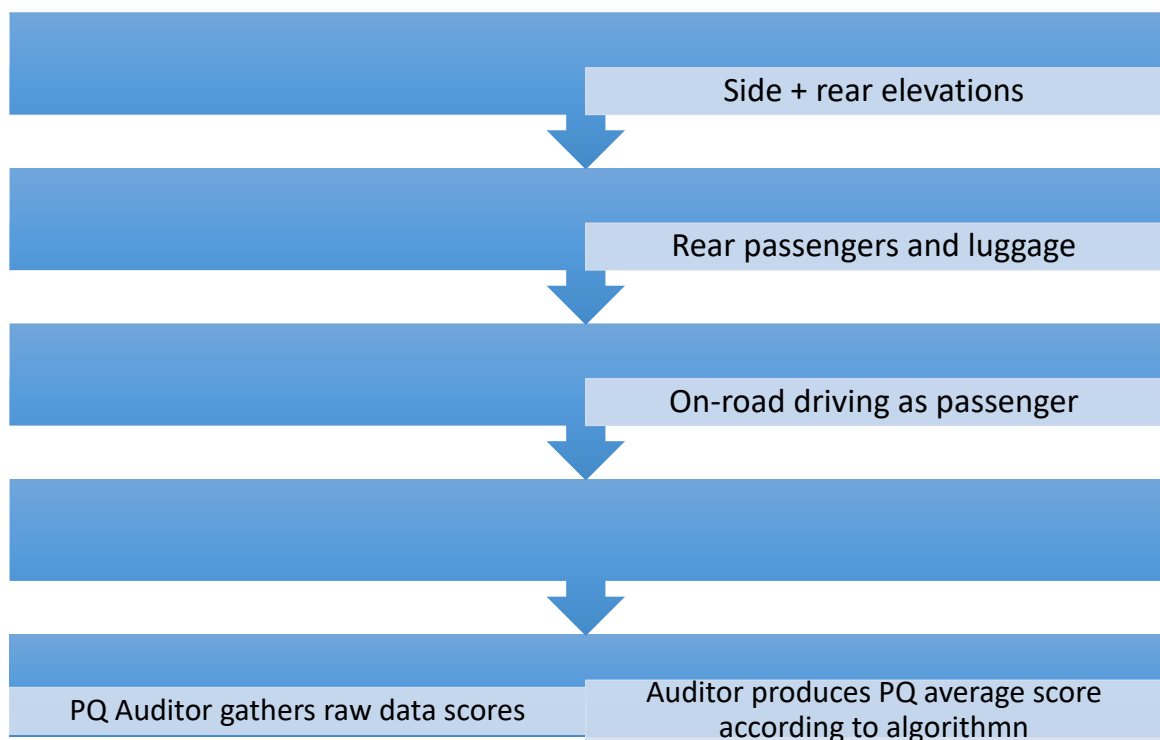 Side + rear elevations
Rear passengers and luggage
On-road driving as passenger
PQ Auditor gathers raw data scores
Auditor produces PQ average score
according to algorithmn